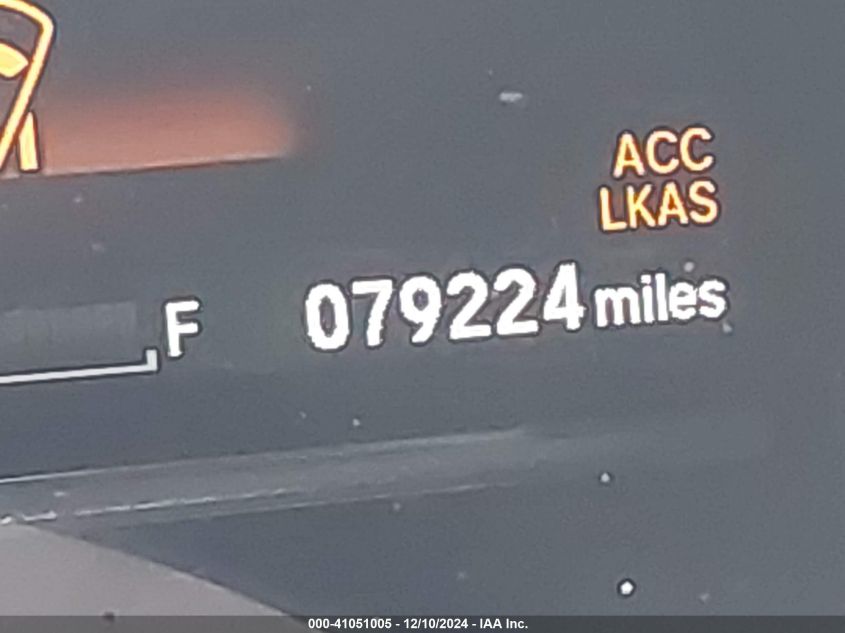 ACC
LKAS
F 079224 miles
000-41051005 - 12/10/2024 - IAA Inc.